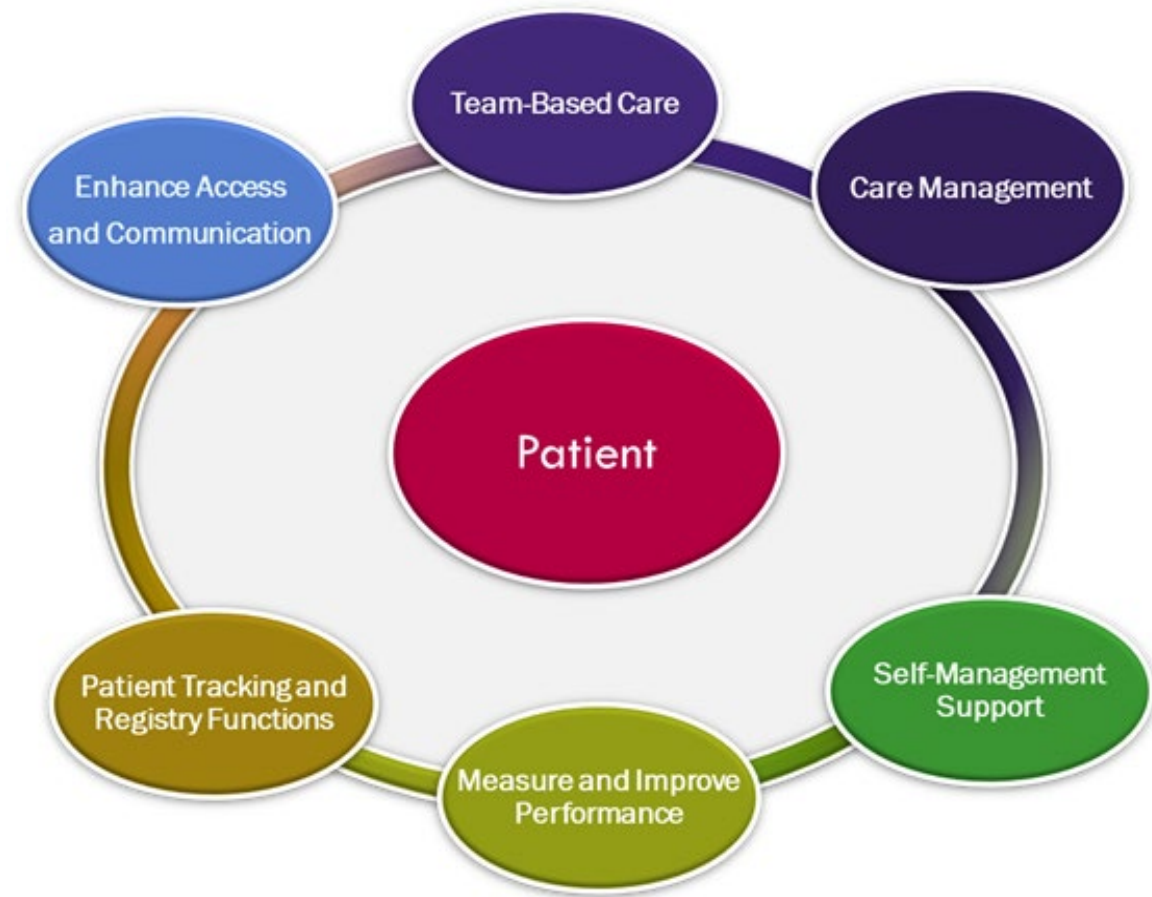 Team-Based Care
Care Management
Enhance Access
and Communication
Patient
Self-Management
Support
Patient Tracking and
Registry Functions
Measure and Improve
Performance